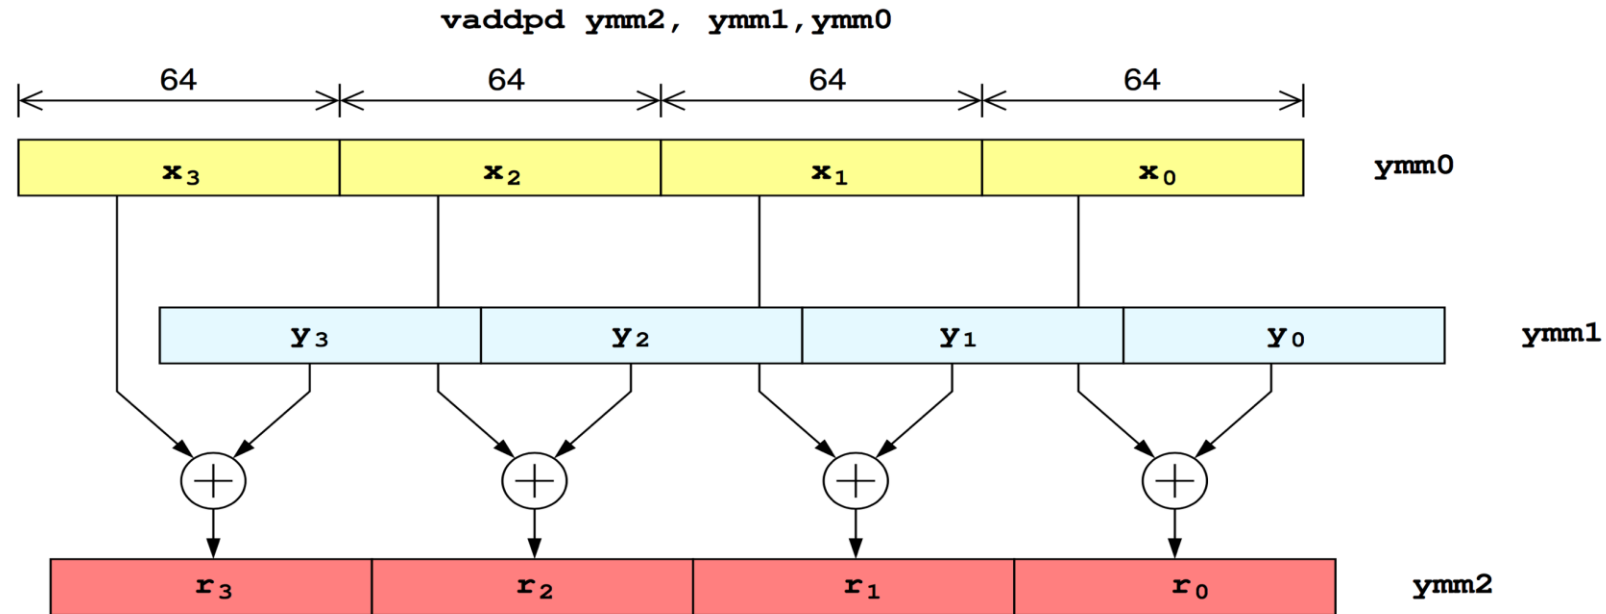 vaddpd ymm2, ymm1,ymm0
64 64 64 64
x₃ x₂ x₁ x₀ ymm0
y₃ y₂ y₁ y₀ ymm1
r₃ r₂ r₁ r₀ ymm2